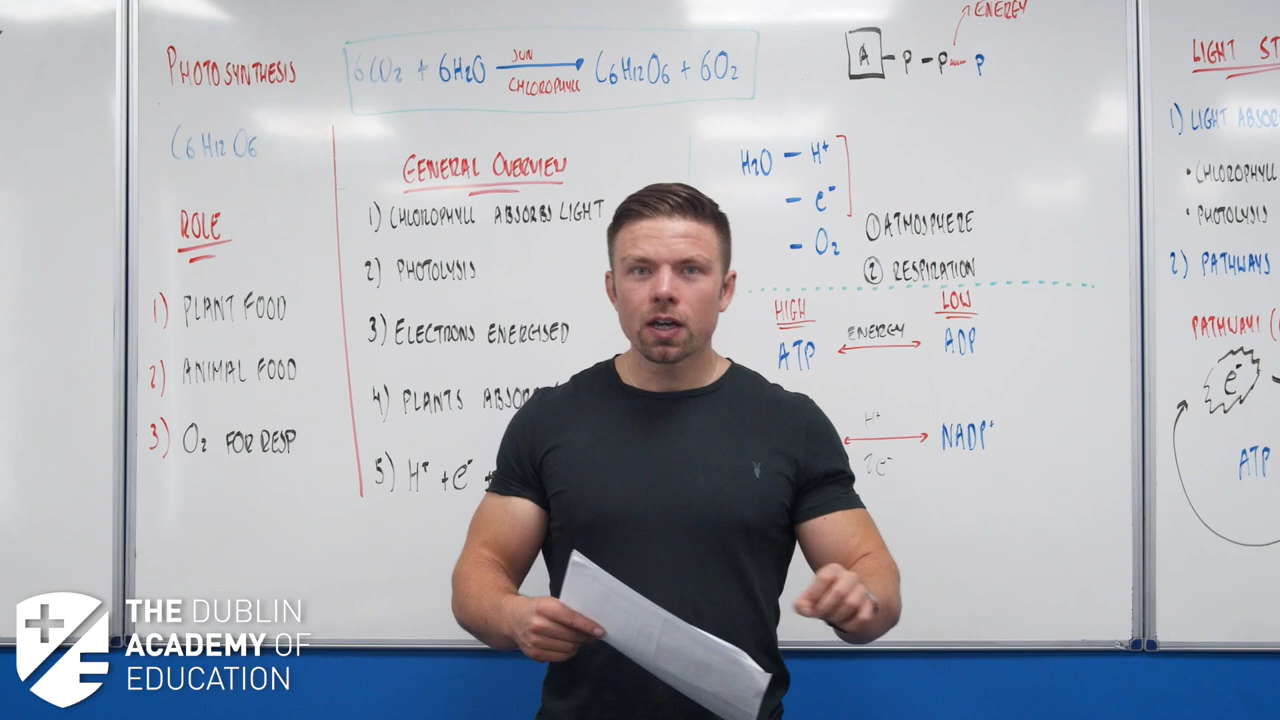 PHOTOSYNTHESIS
6CO2 + 6H2O SUN CHLOROPHYLL C6H12O6 + 6O2
C6H12O6
ROLE
1) PLANT FOOD
2) ANIMAL FOOD
3) O2 FOR RESP
GENERAL OVERVIEW
1) CHLOROPHYLL ABSORBS LIGHT
2) PHOTOLYSIS
3) ELECTRONS ENERGISED
4) PLANTS ABSOR
5) H+ + e- +
ENERGY
A - P - P P
H2O - H+
- e-
- O2
① ATMOSPHERE
② RESPIRATION
HIGH LOW
ATP ENERGY ADP
H+
2e-
NADP+
LIGHT ST
1) LIGHT ABSOR
• CHLOROPHYLL
• PHOTOLYSIS
2) PATHWAYS
PATHWAY1 (
e-
ATP
THE DUBLIN
ACADEMY OF
EDUCATION